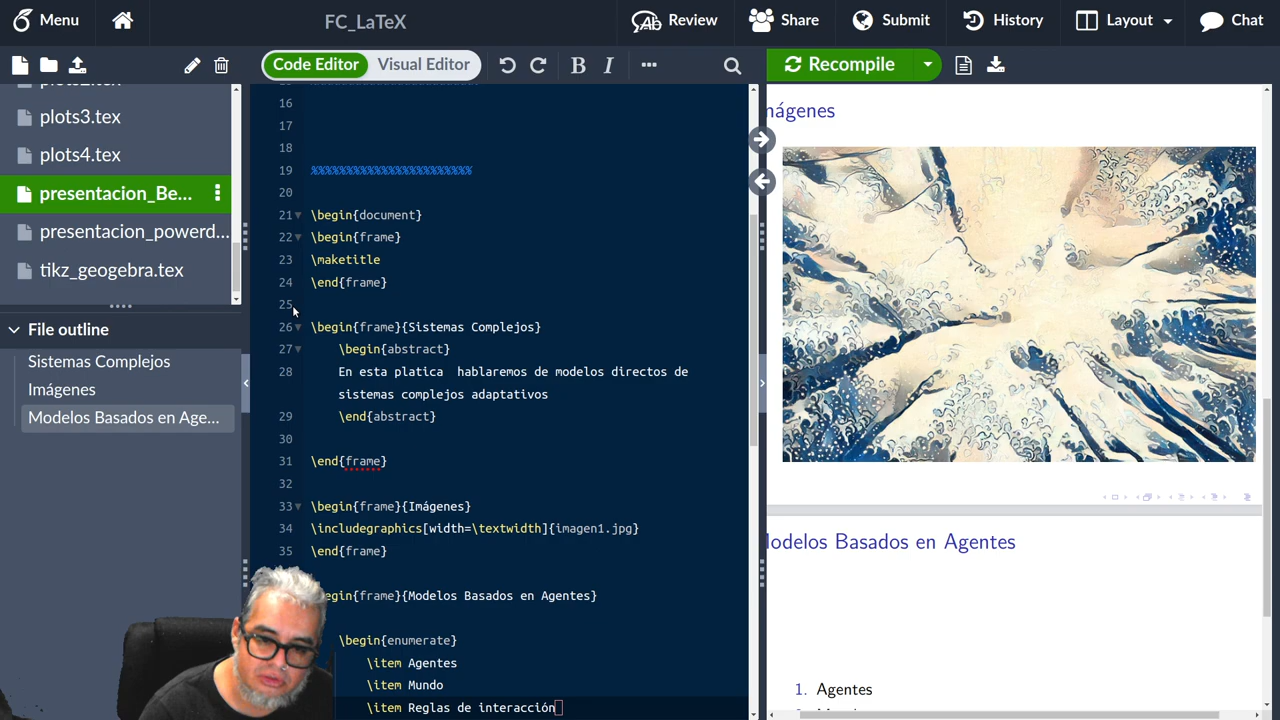 Menu
FC_LaTeX
Review
Share
Submit
History
Layout
Chat
Code Editor
Visual Editor
B
I
Recompile
plots3.tex
plots4.tex
presentacion_Be...
presentacion_powerd...
tikz_geogebra.tex
File outline
Sistemas Complejos
Imágenes
Modelos Basados en Age...
16
17
18
19 %%%%%%%%%%%%%%%%%%%%%%%
20
21 \begin{document}
22 \begin{frame}
23 \maketitle
24 \end{frame}
25
26 \begin{frame}{Sistemas Complejos}
27 \begin{abstract}
28 En esta platica  hablaremos de modelos directos de
sistemas complejos adaptativos
29 \end{abstract}
30
31 \end{frame}
32
33 \begin{frame}{Imágenes}
34 \includegraphics[width=\textwidth]{imagen1.jpg}
35 \end{frame}
egin{frame}{Modelos Basados en Agentes}
\begin{enumerate}
\item Agentes
\item Mundo
\item Reglas de interacción
mágenes
odelos Basados en Agentes
1. Agentes